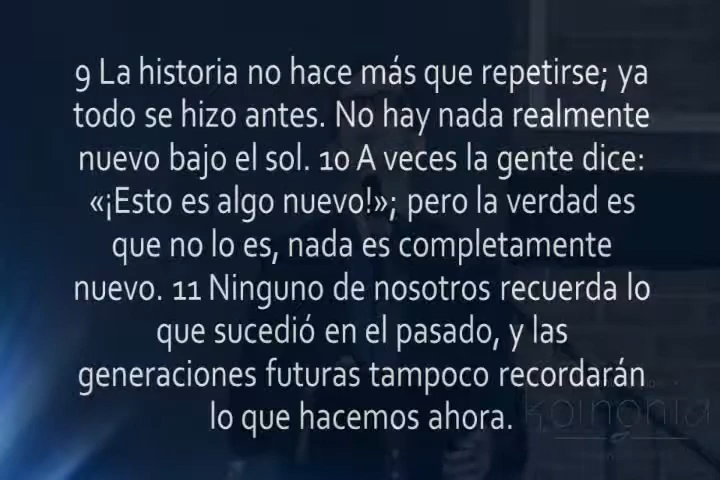 9 La historia no hace más que repetirse; ya
todo se hizo antes. No hay nada realmente
nuevo bajo el sol. 10 A veces la gente dice:
«¡Esto es algo nuevo!»; pero la verdad es
que no lo es, nada es completamente
nuevo. 11 Ninguno de nosotros recuerda lo
que sucedió en el pasado, y las
generaciones futuras tampoco recordarán
lo que hacemos ahora.
koinonia